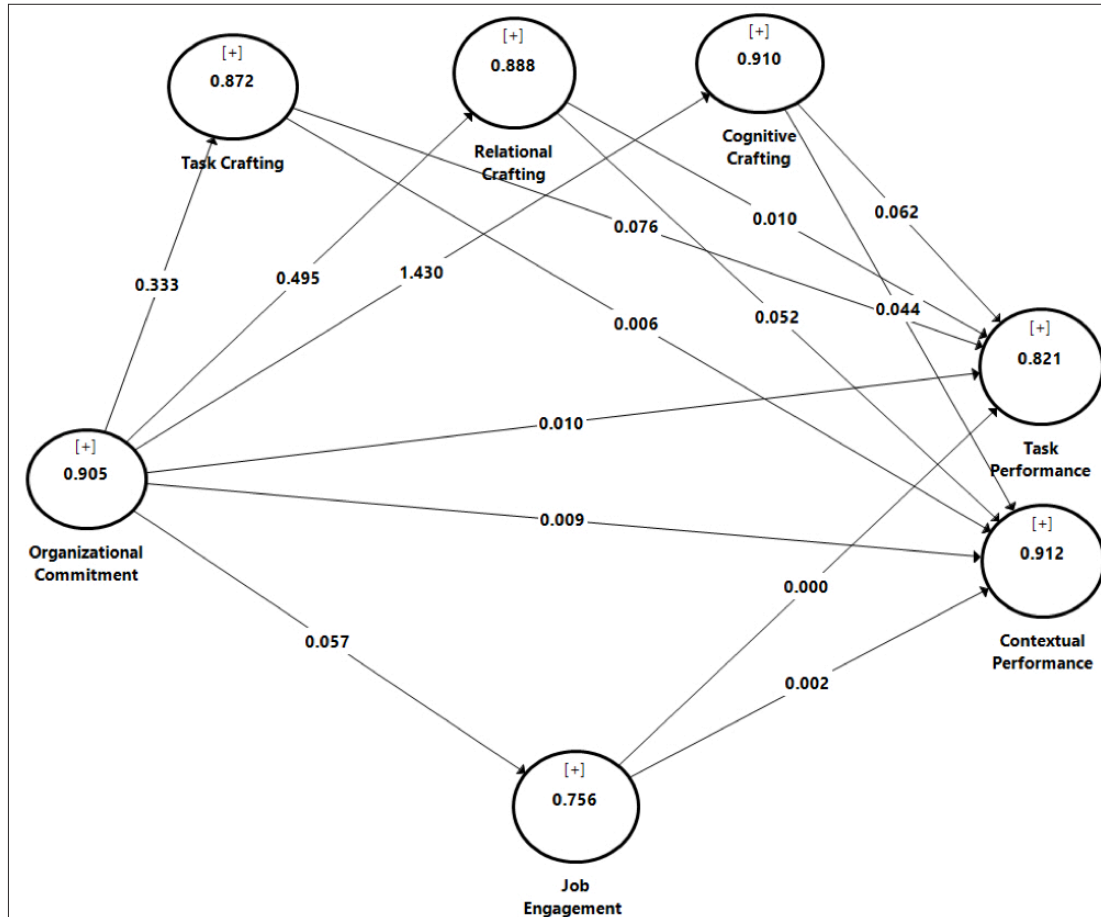 [+]
0.872
Task Crafting
[+]
0.888
Relational
Crafting
[+]
0.910
Cognitive
Crafting
0.333
0.495
1.430
0.076
0.006
0.010
0.052
0.062
0.044
[+]
0.821
Task
Performance
[+]
0.905
Organizational
Commitment
0.010
0.009
0.057
[+]
0.912
Contextual
Performance
0.000
0.002
[+]
0.756
Job
Engagement